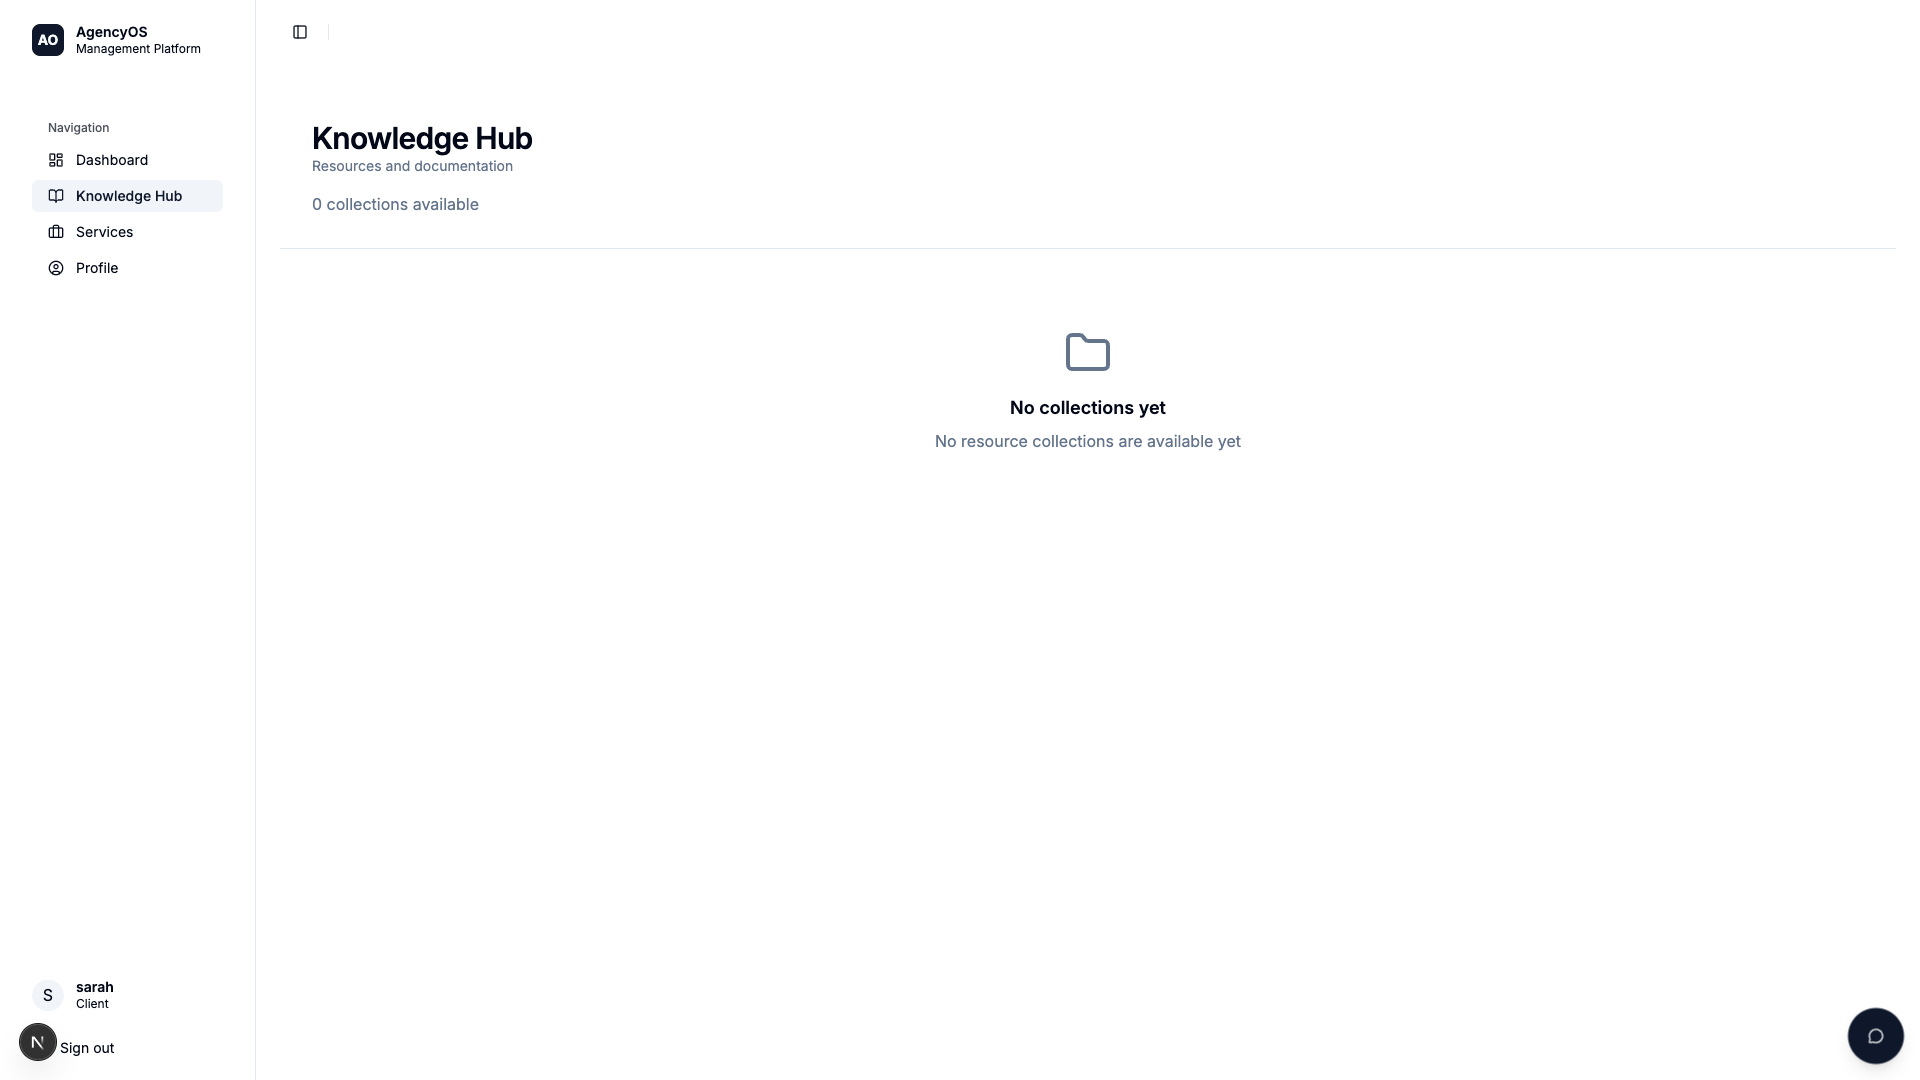 AO
AgencyOS
Management Platform
Navigation
Dashboard
Knowledge Hub
Services
Profile
Knowledge Hub
Resources and documentation
0 collections available
No collections yet
No resource collections are available yet
S
sarah
Client
N
Sign out